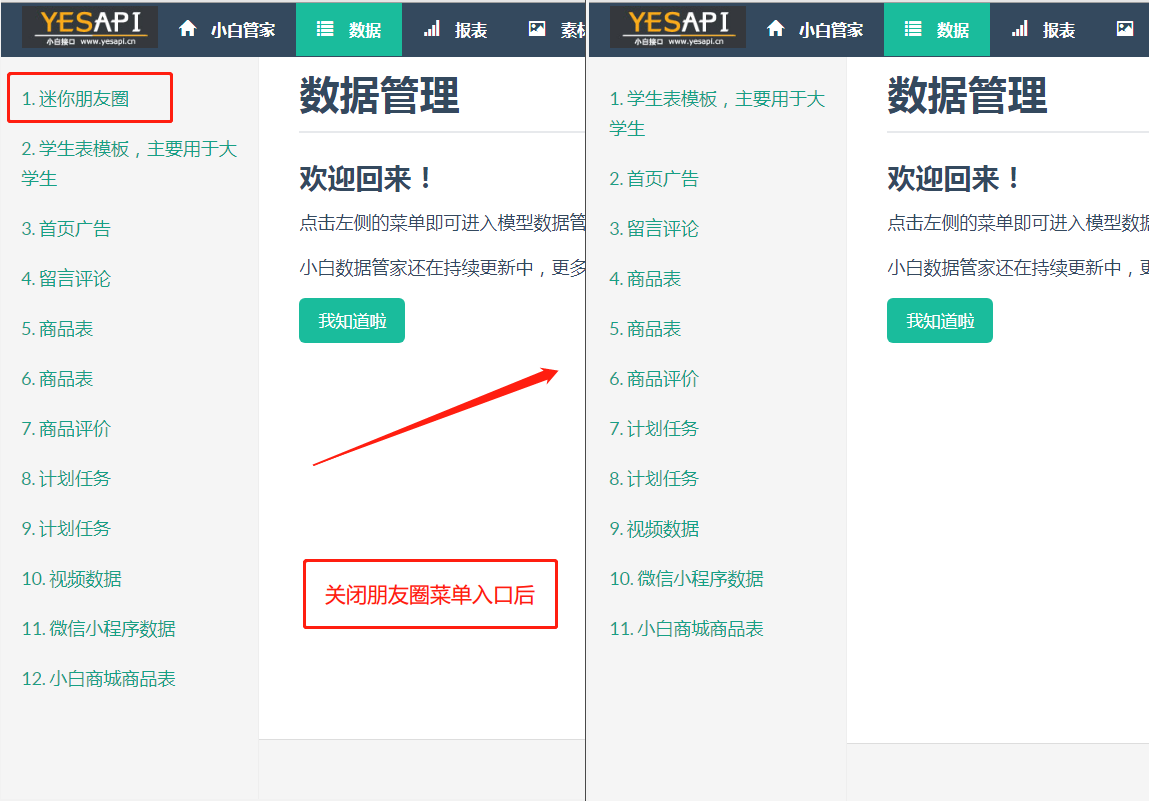 YESAPI
小白接口 www.yesapi.cn
小白管家
数据
报表
素材
1. 迷你朋友圈
2. 学生表模板，主要用于大
学生
3. 首页广告
4. 留言评论
5. 商品表
6. 商品表
7. 商品评价
8. 计划任务
9. 计划任务
10. 视频数据
11. 微信小程序数据
12. 小白商城商品表
数据管理
欢迎回来！
点击左侧的菜单即可进入模型数据管
小白数据管家还在持续更新中，更多
我知道啦
关闭朋友圈菜单入口后
YESAPI
小白接口 www.yesapi.cn
小白管家
数据
报表
1. 学生表模板，主要用于大
学生
2. 首页广告
3. 留言评论
4. 商品表
5. 商品表
6. 商品评价
7. 计划任务
8. 计划任务
9. 视频数据
10. 微信小程序数据
11. 小白商城商品表
数据管理
欢迎回来！
点击左侧的菜单即可进入模型数据
小白数据管家还在持续更新中，更
我知道啦